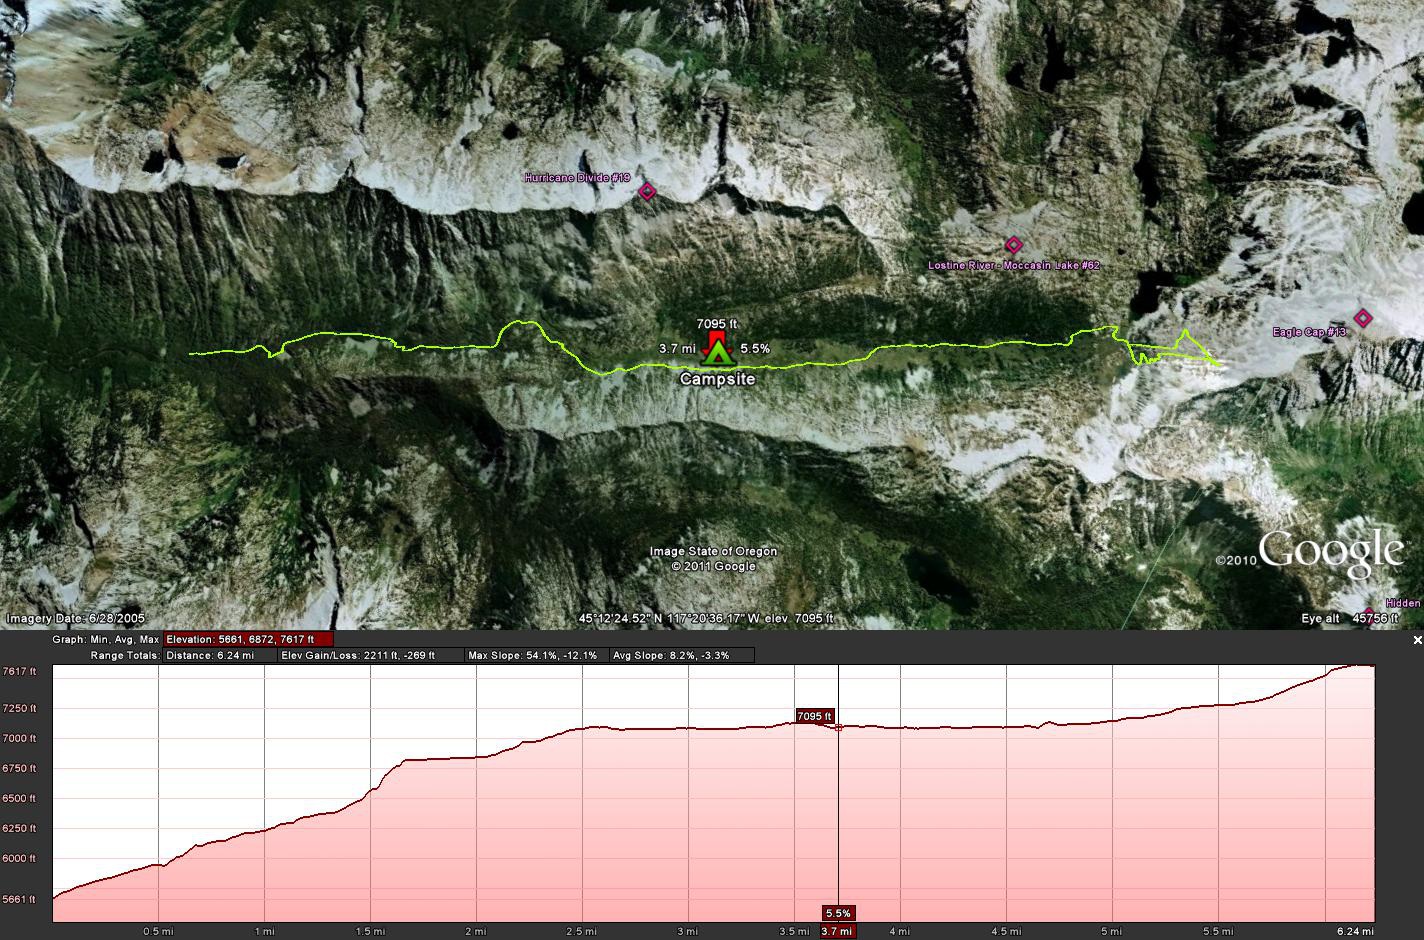 Hurricane Divide #19
Lostine River - Moccasin Lake #62
Eagle Cap #13
7095 ft
3.7 mi 5.5%
Campsite
Image State of Oregon
© 2011 Google
©2010 Google
Hidden
Imagery Date: 6/28/2005 45°12'24.52" N 117°20'36.17" W elev 7095 ft Eye alt 45756 ft
Graph: Min, Avg, Max Elevation: 5661, 6872, 7617 ft
Range Totals: Distance: 6.24 mi Elev Gain/Loss: 2211 ft, -269 ft Max Slope: 54.1%, -12.1% Avg Slope: 8.2%, -3.3%
7617 ft
7250 ft
7000 ft
6750 ft
6500 ft
6250 ft
6000 ft
5661 ft
7095 ft
5.5%
0.5 mi 1 mi 1.5 mi 2 mi 2.5 mi 3 mi 3.5 mi 3.7 mi 4 mi 4.5 mi 5 mi 5.5 mi 6.24 mi